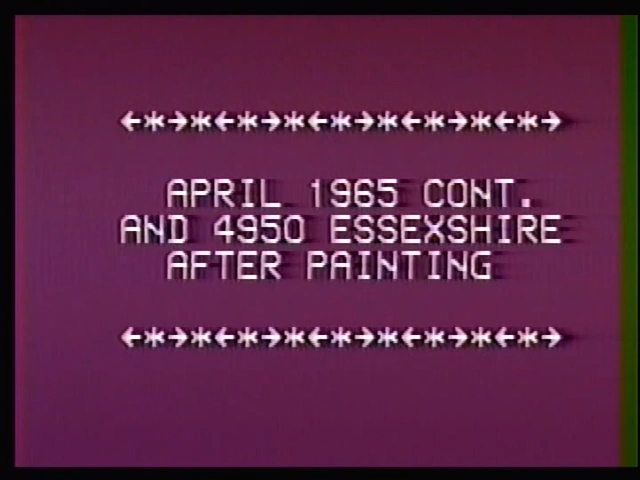 ←*→*←*→*←*→*←*→*←*→
APRIL 1965 CONT.
AND 4950 ESSEXSHIRE
AFTER PAINTING
←*→*←*→*←*→*←*→*←*→